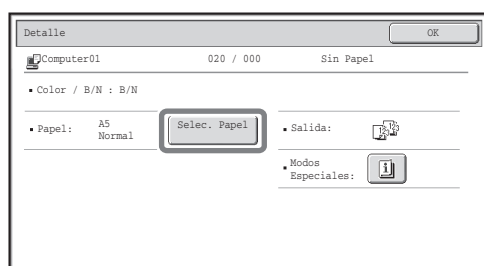 Detalle
OK
Computer01 020 / 000 Sin Papel
▪ Color / B/N : B/N
▪ Papel: A5 Normal
Selec. Papel
▪ Salida:
▪ Modos Especiales: